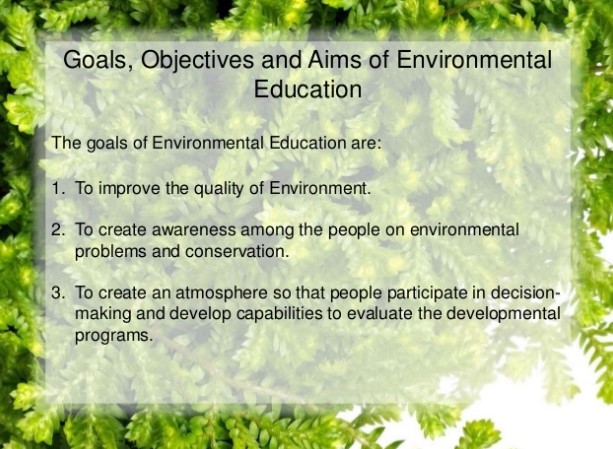 Goals, Objectives and Aims of Environmental
Education
The goals of Environmental Education are:
1. To improve the quality of Environment.
2. To create awareness among the people on environmental
problems and conservation.
3. To create an atmosphere so that people participate in decision-
making and develop capabilities to evaluate the developmental
programs.